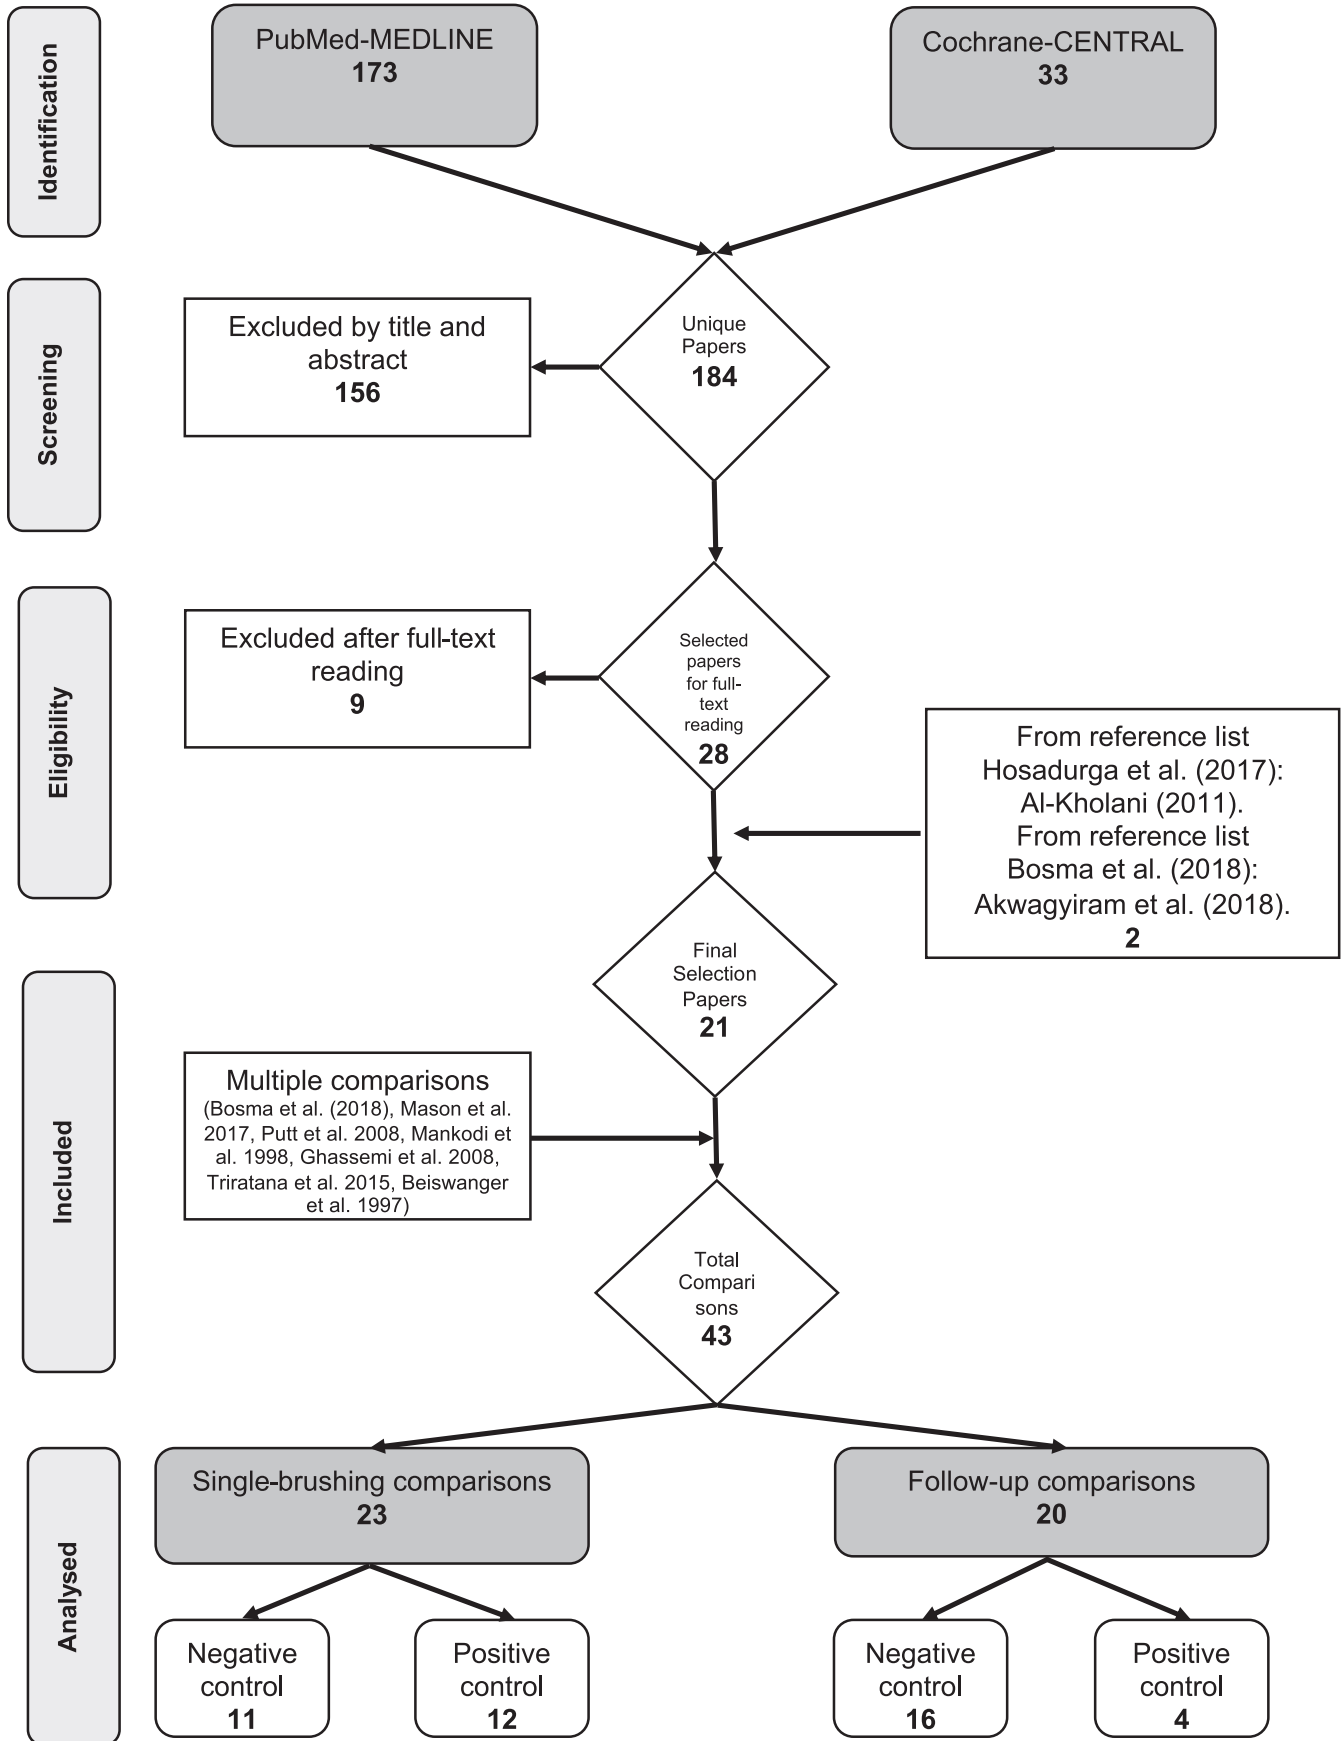 Identification
PubMed-MEDLINE
173
Cochrane-CENTRAL
33
Screening
Excluded by title and
abstract
156
Unique
Papers
184
Eligibility
Excluded after full-text
reading
9
Selected
papers
for full-
text
reading
28
From reference list
Hosadurga et al. (2017):
Al-Kholani (2011).
From reference list
Bosma et al. (2018):
Akwagyiram et al. (2018).
2
Included
Final
Selection
Papers
21
Multiple comparisons
(Bosma et al. (2018), Mason et al.
2017, Putt et al. 2008, Mankodi et
al. 1998, Ghassemi et al. 2008,
Triratana et al. 2015, Beiswanger
et al. 1997)
Total
Compari
sons
43
Analysed
Single-brushing comparisons
23
Follow-up comparisons
20
Negative
control
11
Positive
control
12
Negative
control
16
Positive
control
4